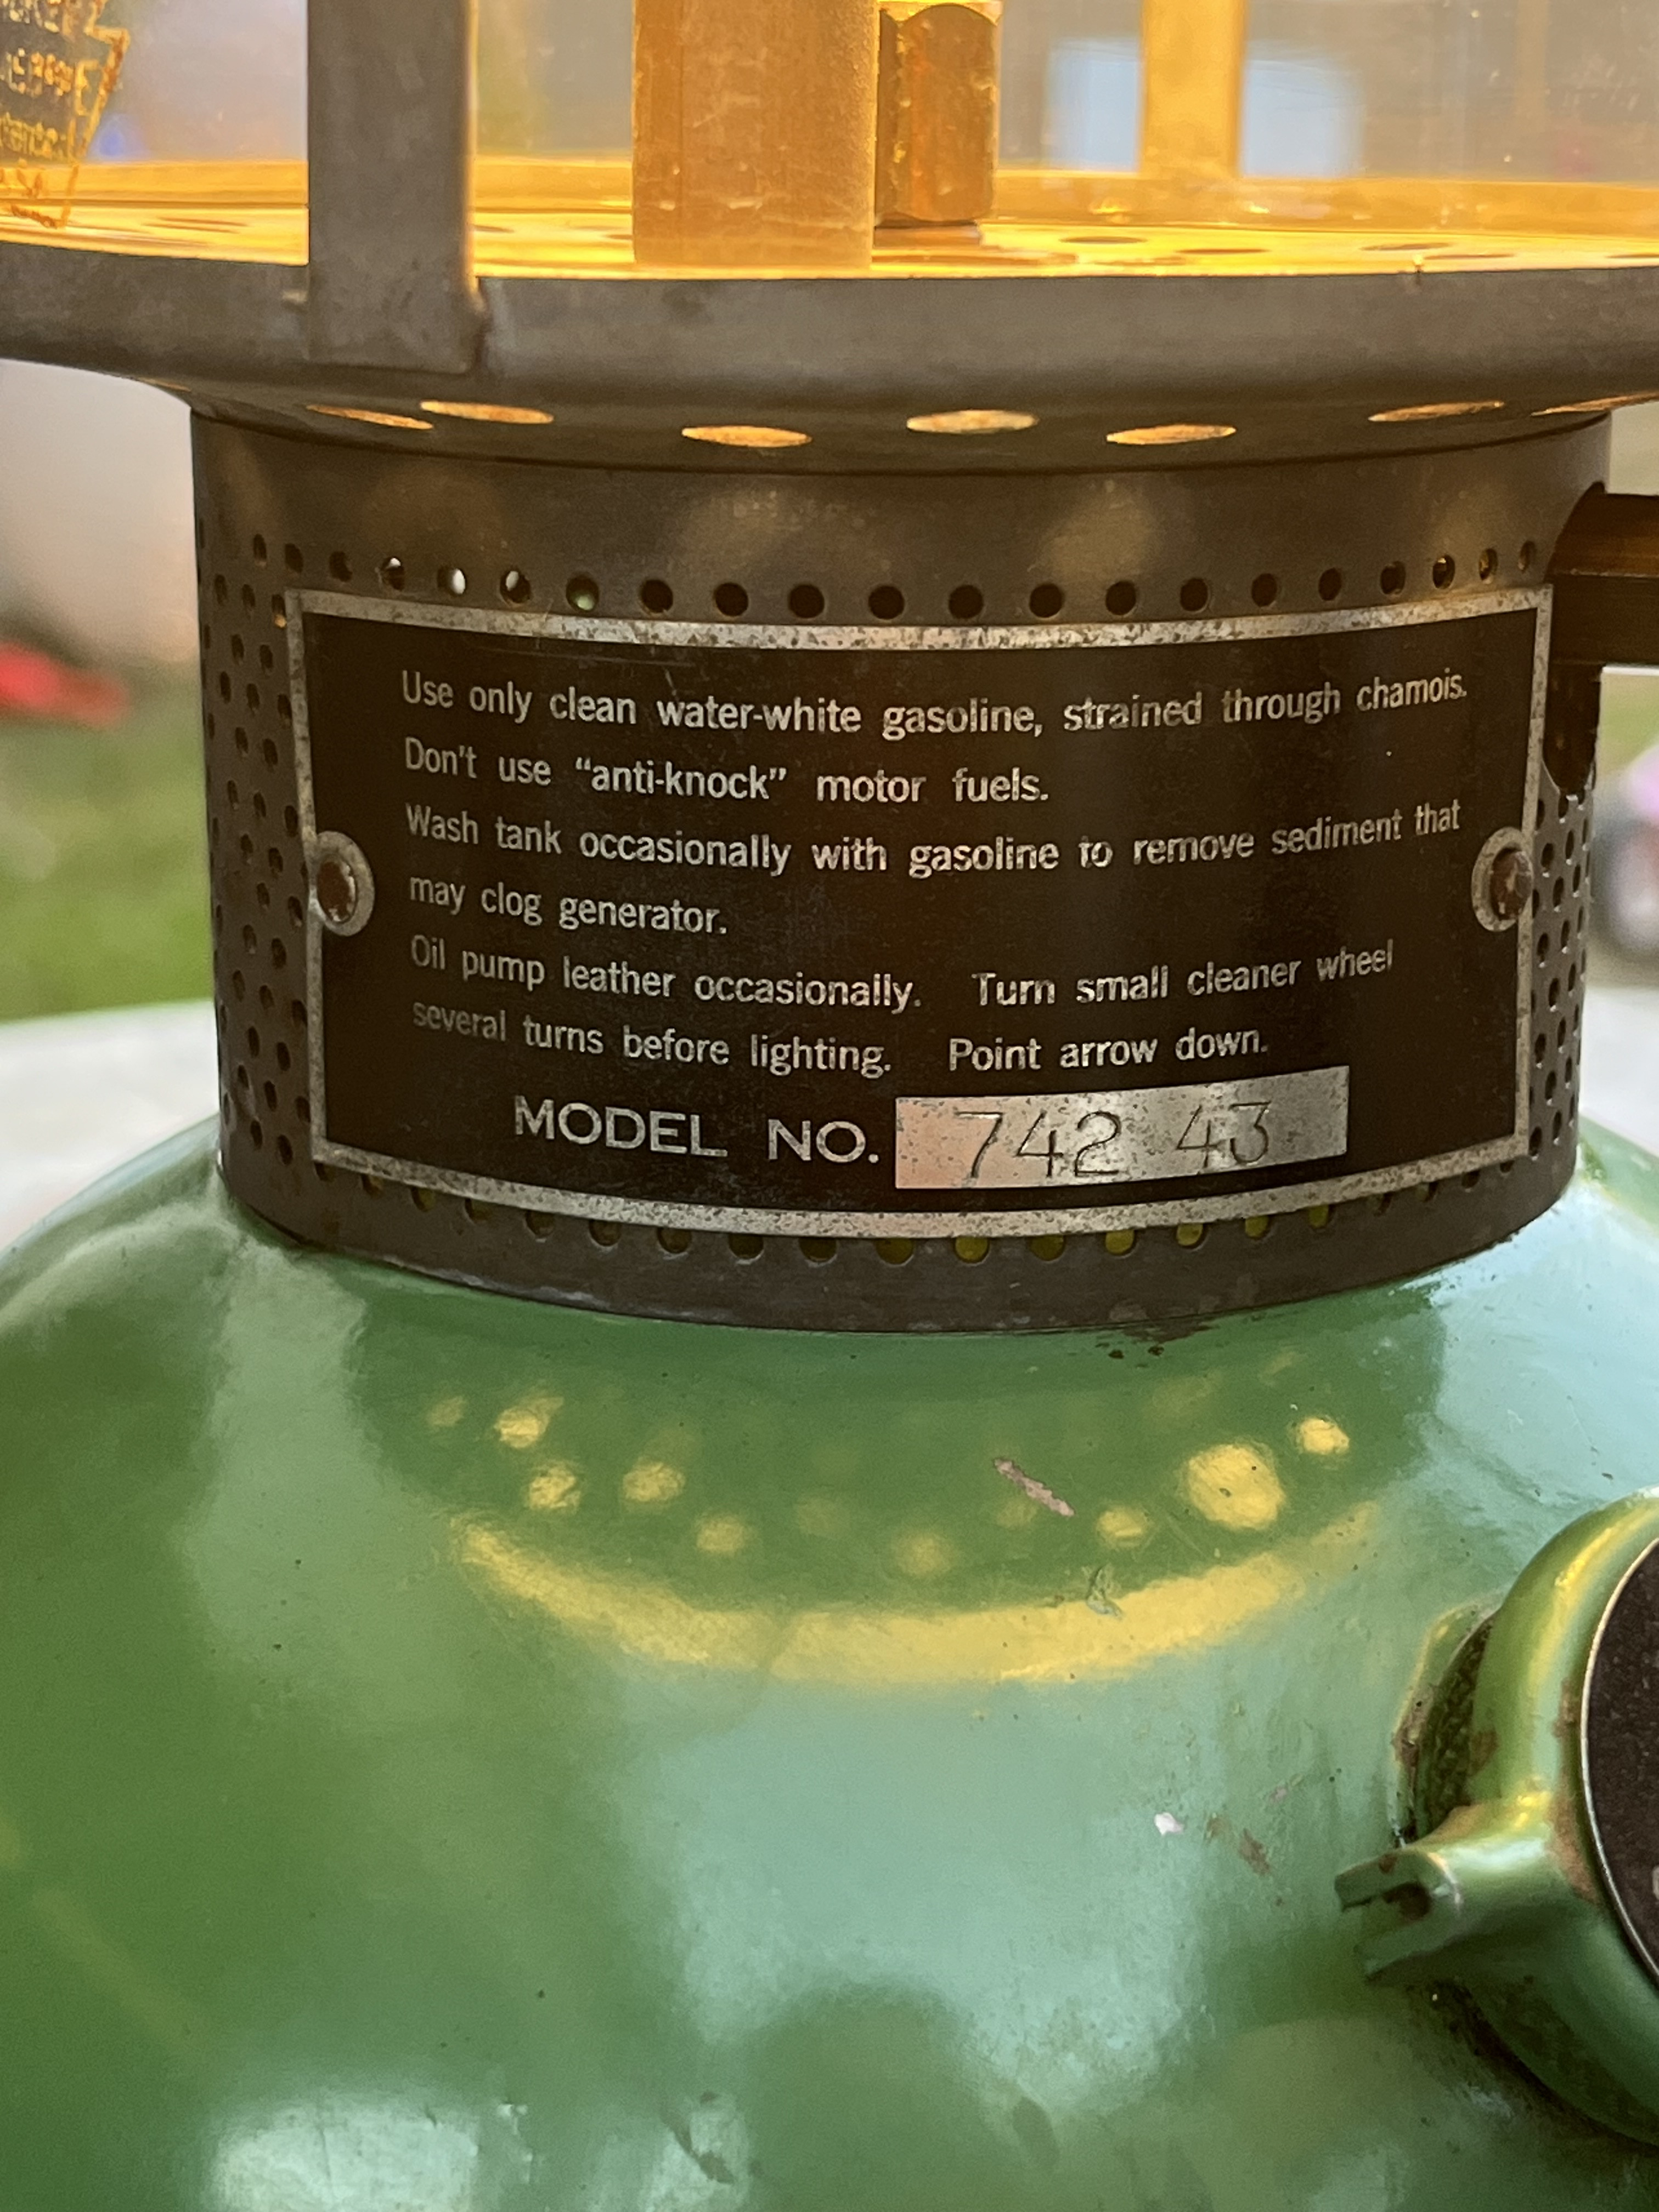 Use only clean water-white gasoline, strained through chamois.
Don't use “anti-knock” motor fuels.
Wash tank occasionally with gasoline to remove sediment that
may clog generator.
Oil pump leather occasionally. Turn small cleaner wheel
several turns before lighting. Point arrow down.
MODEL NO. 742 43